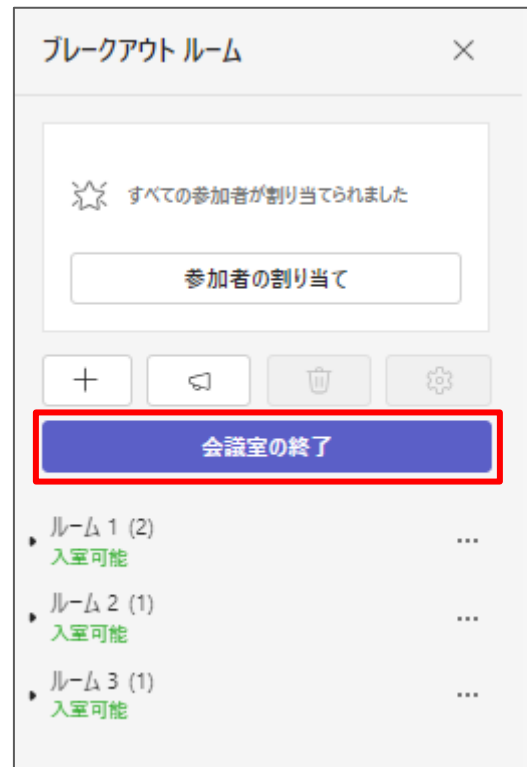 ブレークアウト ルーム
すべての参加者が割り当てられました
参加者の割り当て
会議室の終了
ルーム 1 (2)
入室可能
ルーム 2 (1)
入室可能
ルーム 3 (1)
入室可能